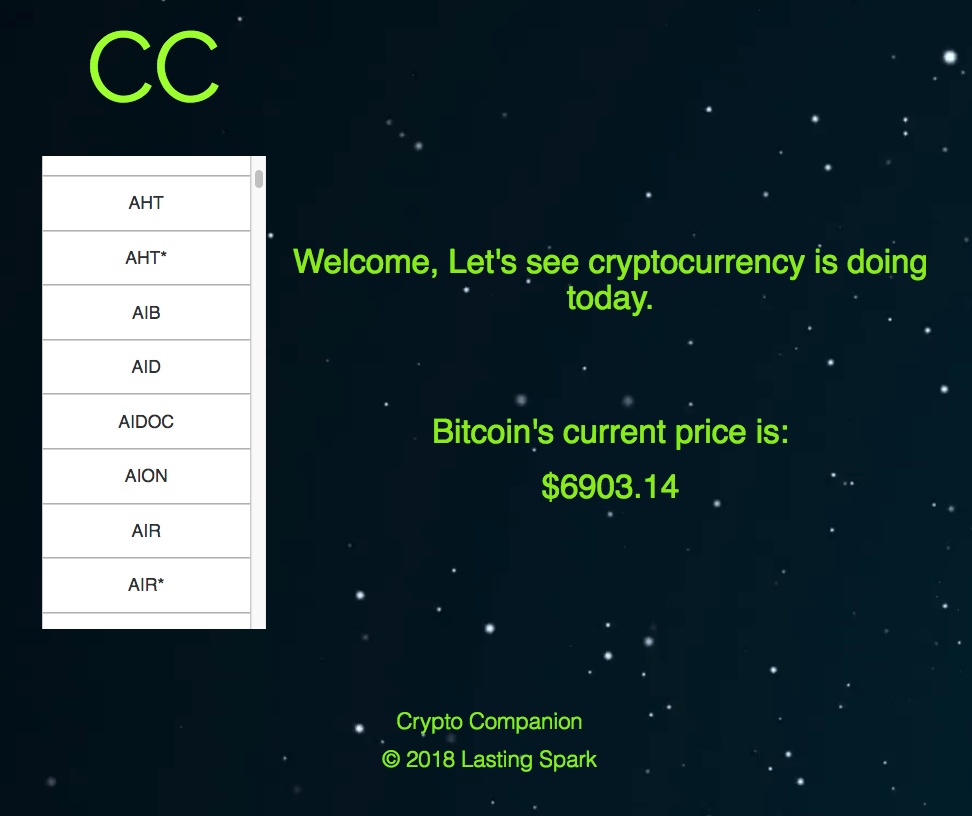 CC
AHT
AHT*
AIB
AID
AIDOC
AION
AIR
AIR*
Welcome, Let's see cryptocurrency is doing
today.
Bitcoin's current price is:
$6903.14
Crypto Companion
© 2018 Lasting Spark